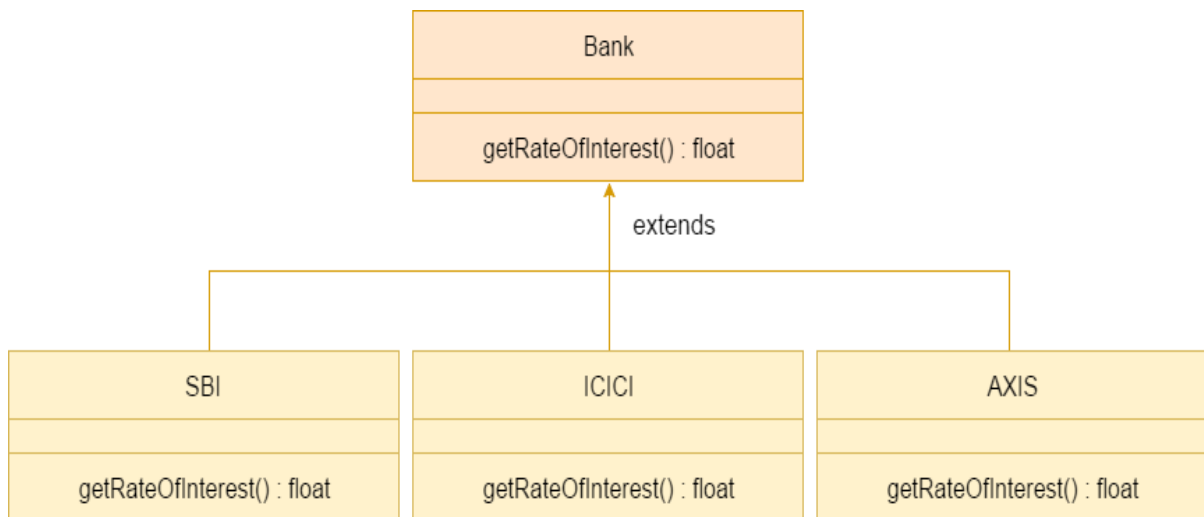 Bank
getRateOfInterest() : float
extends
SBI
ICICI
AXIS
getRateOfInterest() : float
getRateOfInterest() : float
getRateOfInterest() : float